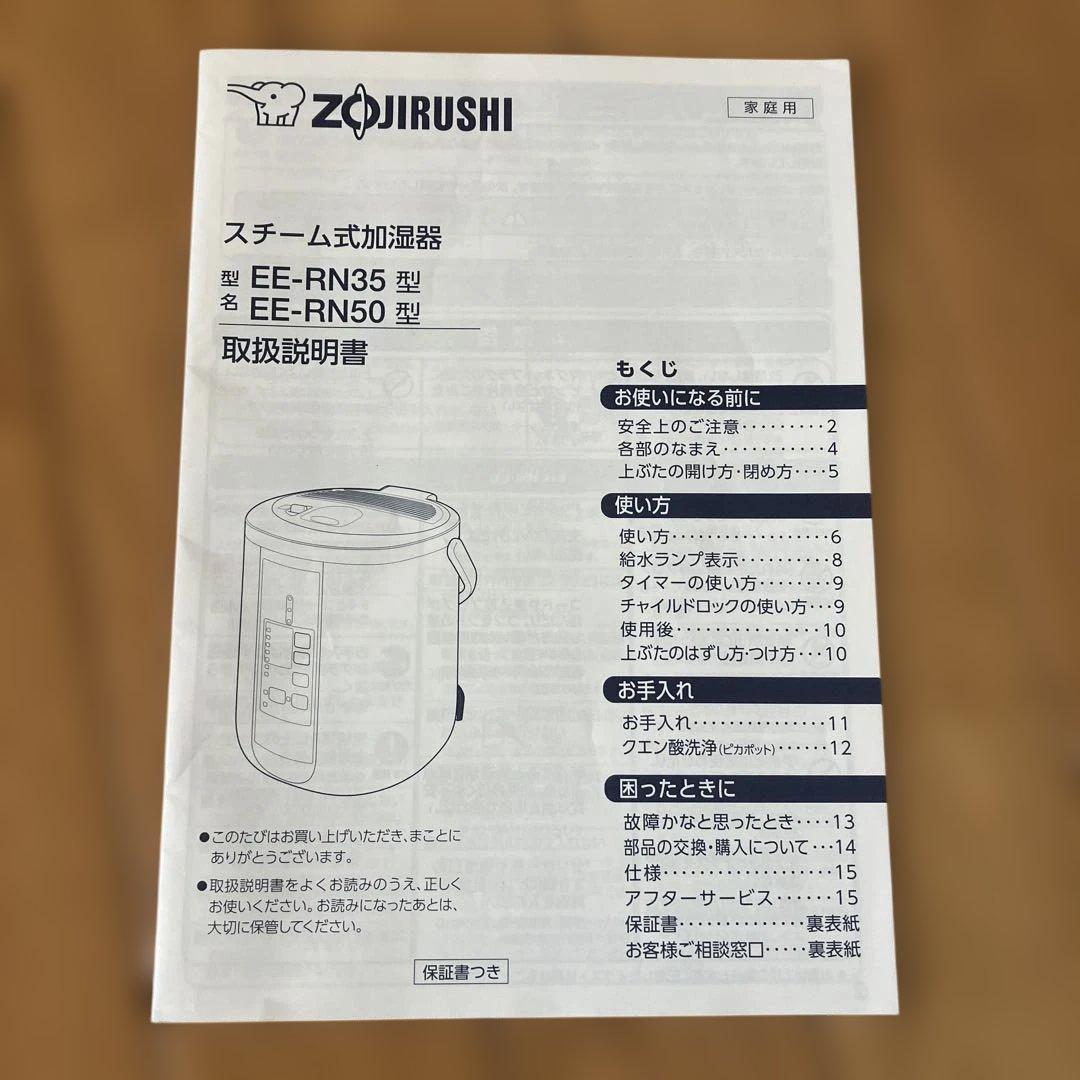 ZOJIRUSHI
家庭用
スチーム式加湿器
型名 EE-RN35 型
EE-RN50 型
取扱説明書
もくじ
お使いになる前に
安全上のご注意・・・・・・・・・2
各部のなまえ・・・・・・・・・・・4
上ぶたの開け方・閉め方・・・・5
使い方
使い方・・・・・・・・・・・・・・・・・6
給水ランプ表示・・・・・・・・・・8
タイマーの使い方・・・・・・・・9
チャイルドロックの使い方・・・9
使用後・・・・・・・・・・・・・・・10
上ぶたのはずし方・つけ方・・・10
お手入れ
お手入れ・・・・・・・・・・・・・・・11
クエン酸洗浄(ピカポット)・・・・・・12
困ったときに
故障かなと思ったとき・・・・13
部品の交換・購入について・・・14
仕様・・・・・・・・・・・・・・・・・・15
アフターサービス・・・・・・15
保証書・・・・・・・・・・・・・裏表紙
お客様ご相談窓口・・・・・裏表紙
●このたびはお買い上げいただき、まことに
ありがとうございます。
●取扱説明書をよくお読みのうえ、正しく
お使いください。お読みになったあとは、
大切に保管してください。
保証書つき